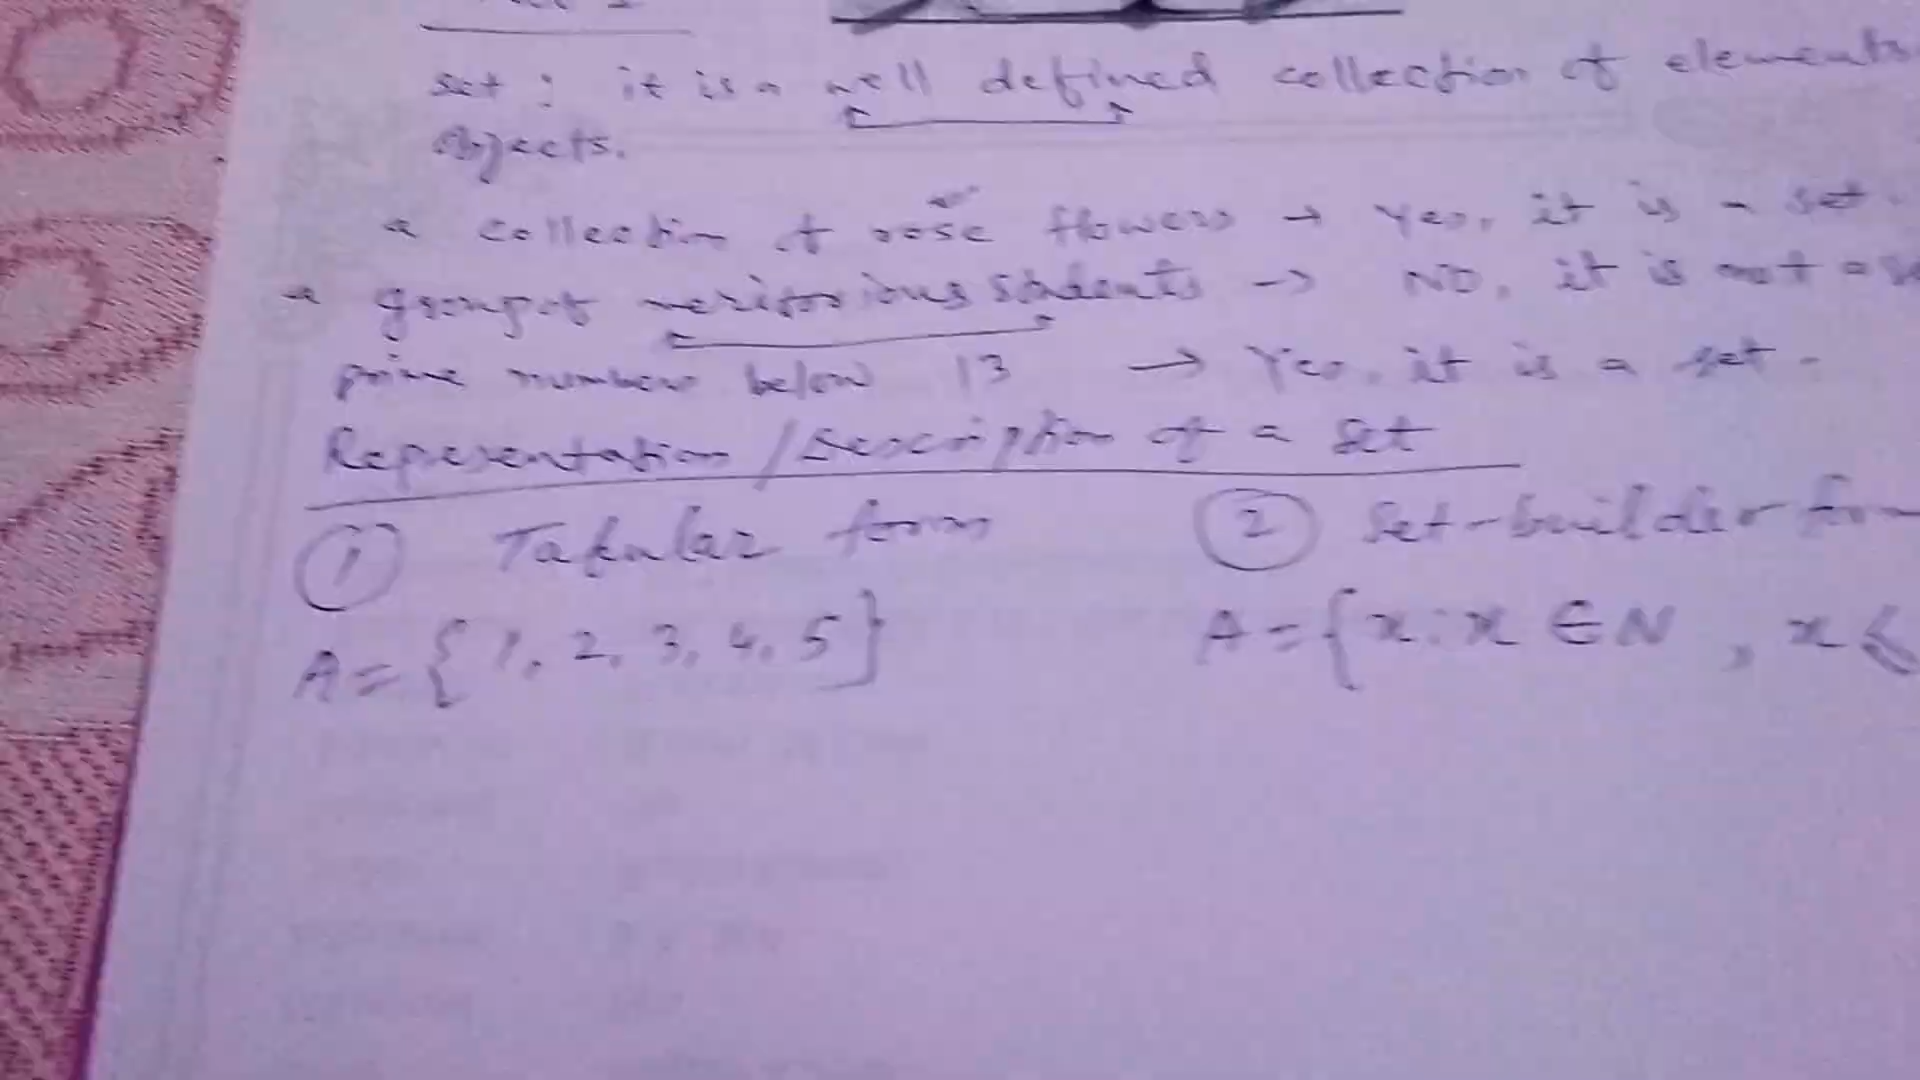 set : it is a well defined collection of elements
objects.
a collection of rose flowers → Yes, it is a set.
a group of meritorious students → NO, it is not a
prime numbers below 13 → Yes, it is a set.
Representation / Description of a set
① Tabular form ② Set-builder
A = {1, 2, 3, 4, 5} A = {x : x ∈ N , x